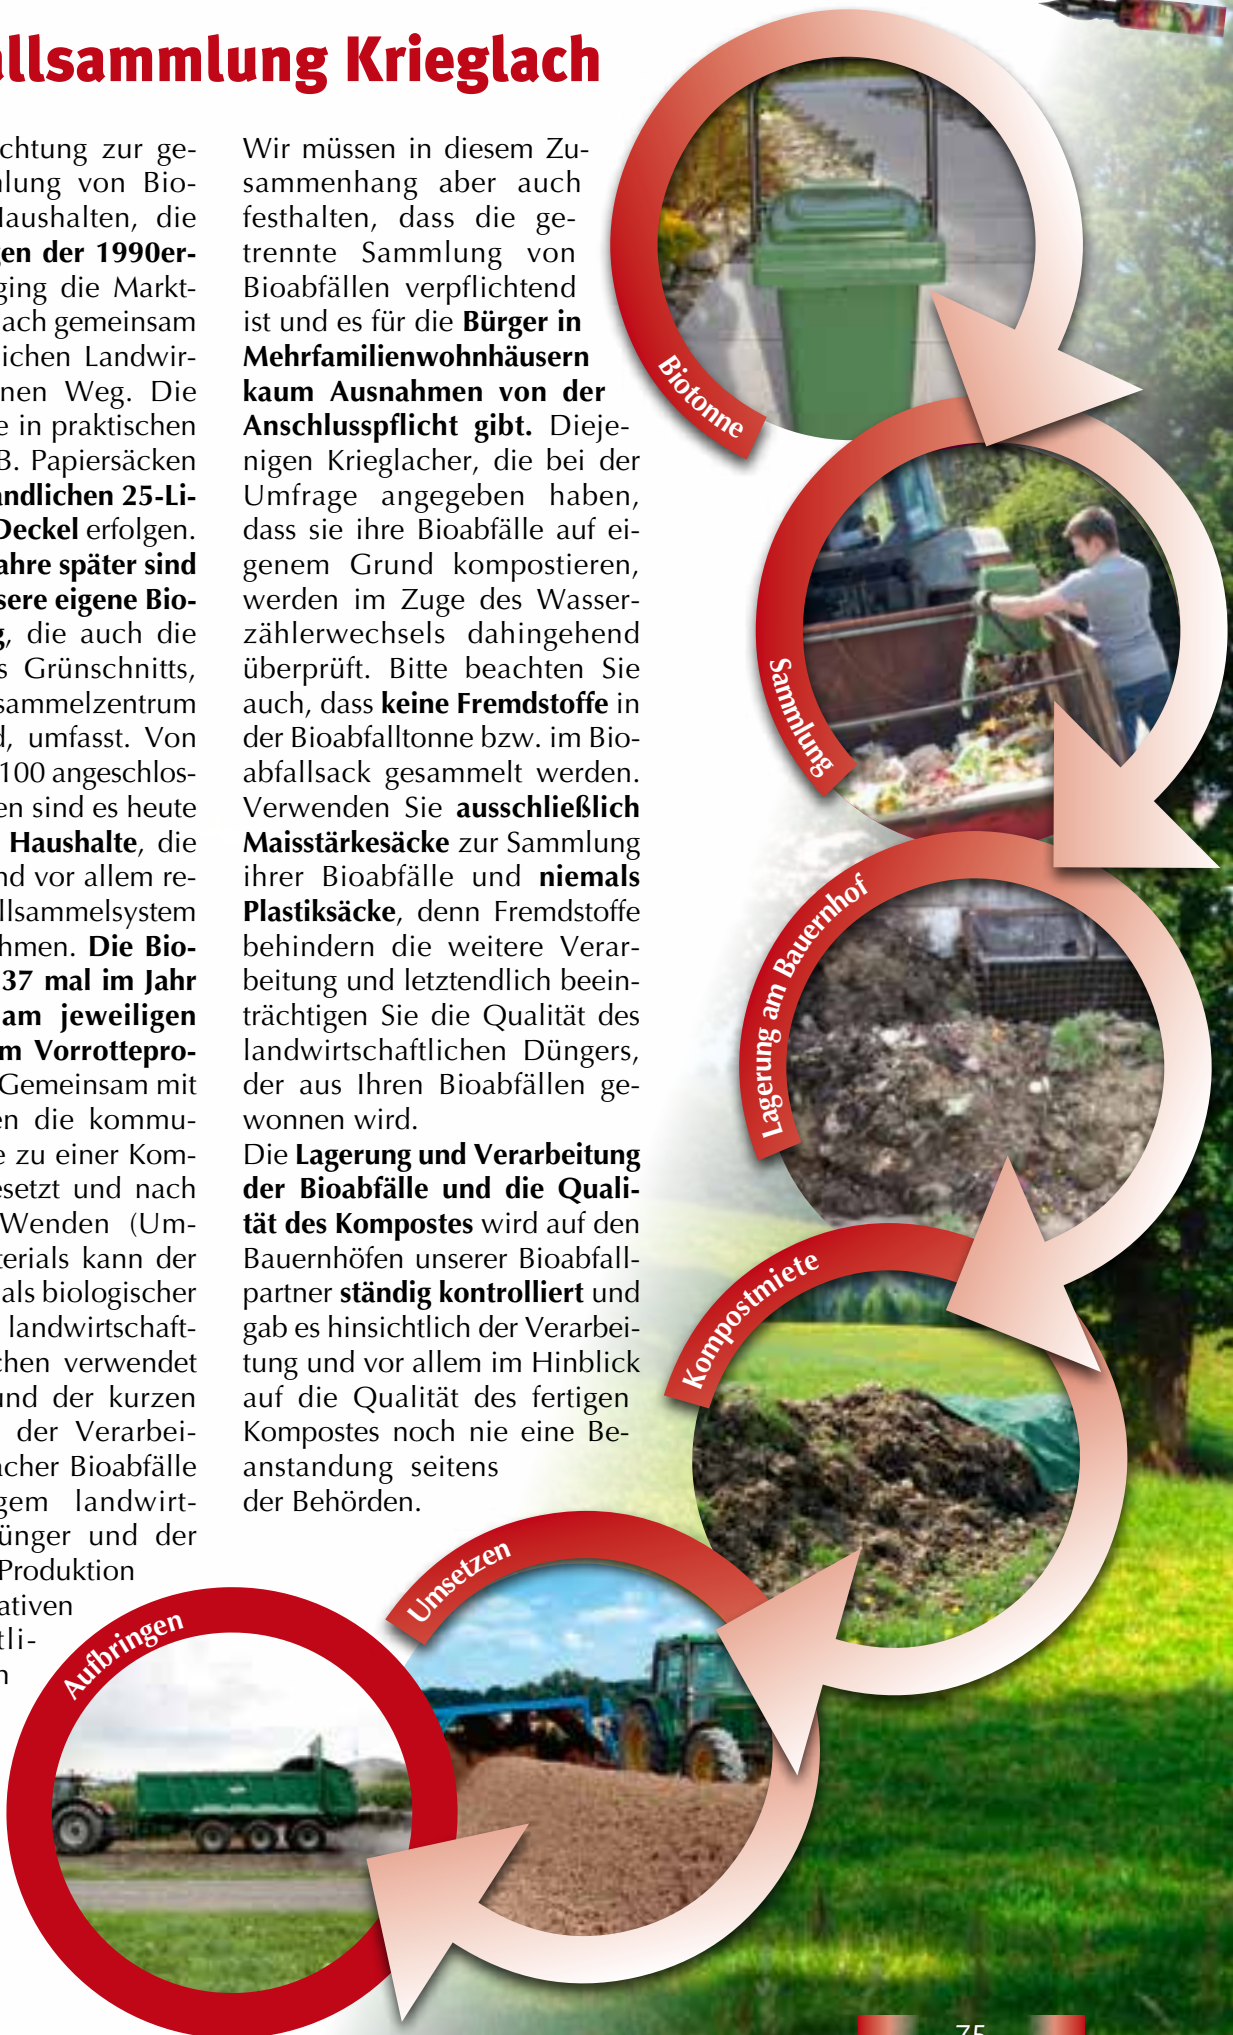 llsammlung Krieglach
chtung zur ge-
lung von Bio-
aushalten, die
gen der 1990er-
ging die Markt-
ach gemeinsam
lichen Landwir-
nen Weg. Die
e in praktischen
B. Papiersäcken
andlichen 25-Li-
Deckel erfolgen.
ahre später sind
sere eigene Bio-
g, die auch die
s Grünschnitts,
sammelzentrum
d, umfasst. Von
100 angeschlos-
en sind es heute
Haushalte, die
nd vor allem re-
llsammelsystem
hmen. Die Bio-
37 mal im Jahr
am jeweiligen
m Vorrottepro-
Gemeinsam mit
en die kommu-
e zu einer Kom-
esetzt und nach
Wenden (Um-
terials kann der
als biologischer
landwirtschaft-
chen verwendet
und der kurzen
der Verarbei-
acher Bioabfälle
gem landwirt-
ünger und der
Produktion
ativen
tli-
n
Wir müssen in diesem Zu-
sammenhang aber auch
festhalten, dass die ge-
trennte Sammlung von
Bioabfällen verpflichtend
ist und es für die Bürger in
Mehrfamilienwohnhäusern
kaum Ausnahmen von der
Anschlusspflicht gibt. Dieje-
nigen Krieglacher, die bei der
Umfrage angegeben haben,
dass sie ihre Bioabfälle auf ei-
genem Grund kompostieren,
werden im Zuge des Wasser-
zählerwechsels dahingehend
überprüft. Bitte beachten Sie
auch, dass keine Fremdstoffe in
der Bioabfalltonne bzw. im Bio-
abfallsack gesammelt werden.
Verwenden Sie ausschließlich
Maisstärkesäcke zur Sammlung
ihrer Bioabfälle und niemals
Plastiksäcke, denn Fremdstoffe
behindern die weitere Verar-
beitung und letztendlich beein-
trächtigen Sie die Qualität des
landwirtschaftlichen Düngers,
der aus Ihren Bioabfällen ge-
wonnen wird.
Die Lagerung und Verarbeitung
der Bioabfälle und die Quali-
tät des Kompostes wird auf den
Bauernhöfen unserer Bioabfall-
partner ständig kontrolliert und
gab es hinsichtlich der Verarbei-
tung und vor allem im Hinblick
auf die Qualität des fertigen
Kompostes noch nie eine Be-
anstandung seitens
der Behörden.
Biotonne
Sammlung
Lagerung am Bauernhof
Kompostmiete
Umsetzen
Aufbringen
75